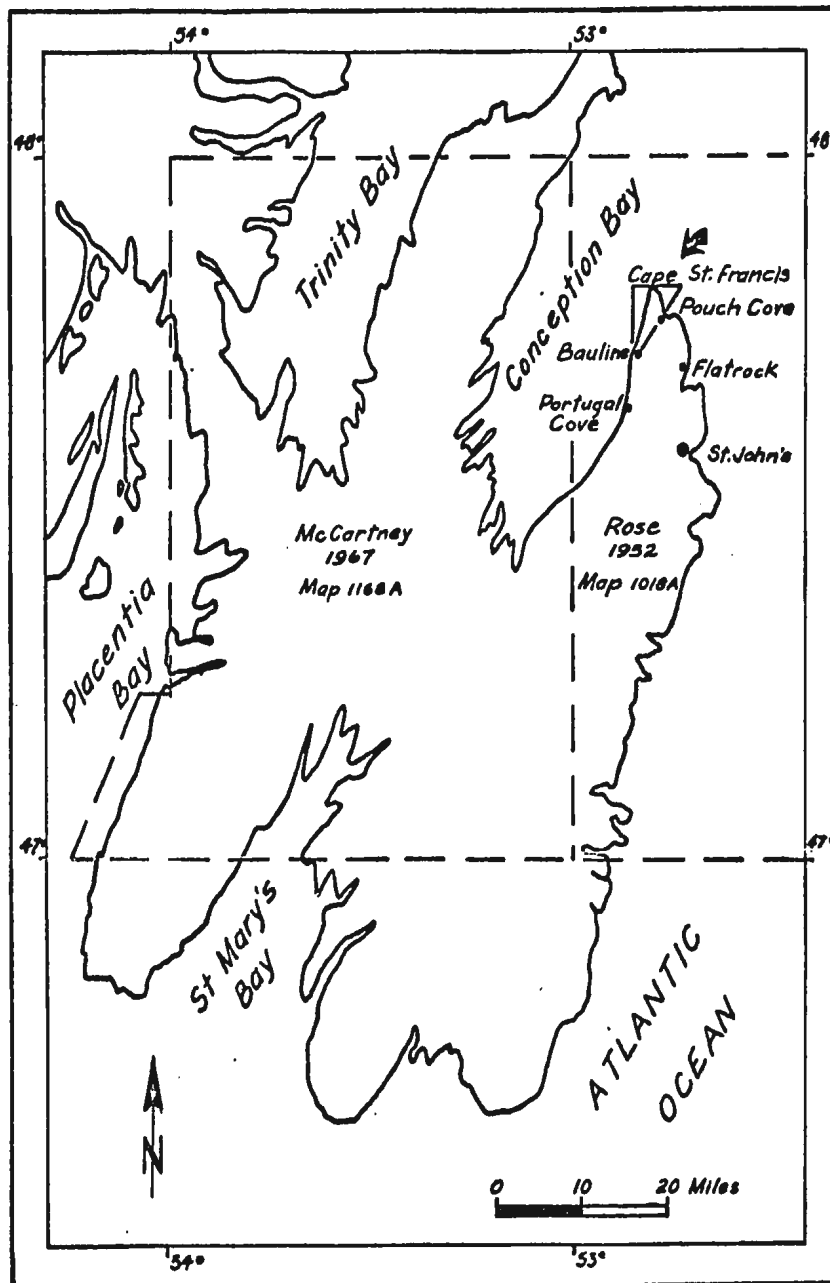 54°
53°
48°
48°
Trinity Bay
Conception Bay
Cape St. Francis
Pouch Cove
Bauline
Flatrock
Portugal
Cove
St. John's
McCartney
1967
Map 1168A
Rose
1952
Map 1018A
Placentia
Bay
47°
47°
St Mary's
Bay
ATLANTIC
OCEAN
N
0 10 20 Miles
54°
53°